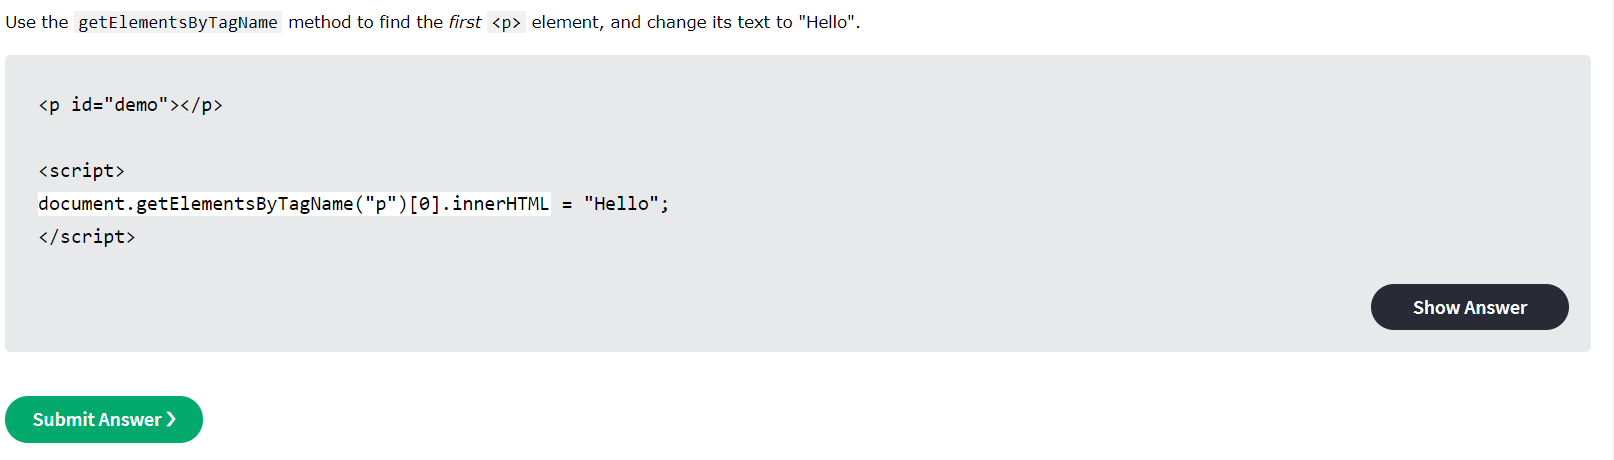 Use the getElementsByTagName method to find the first <p> element, and change its text to "Hello".
<p id="demo"></p>
<script>
document.getElementsByTagName("p")[0].innerHTML = "Hello";
</script>
Show Answer
Submit Answer ❯